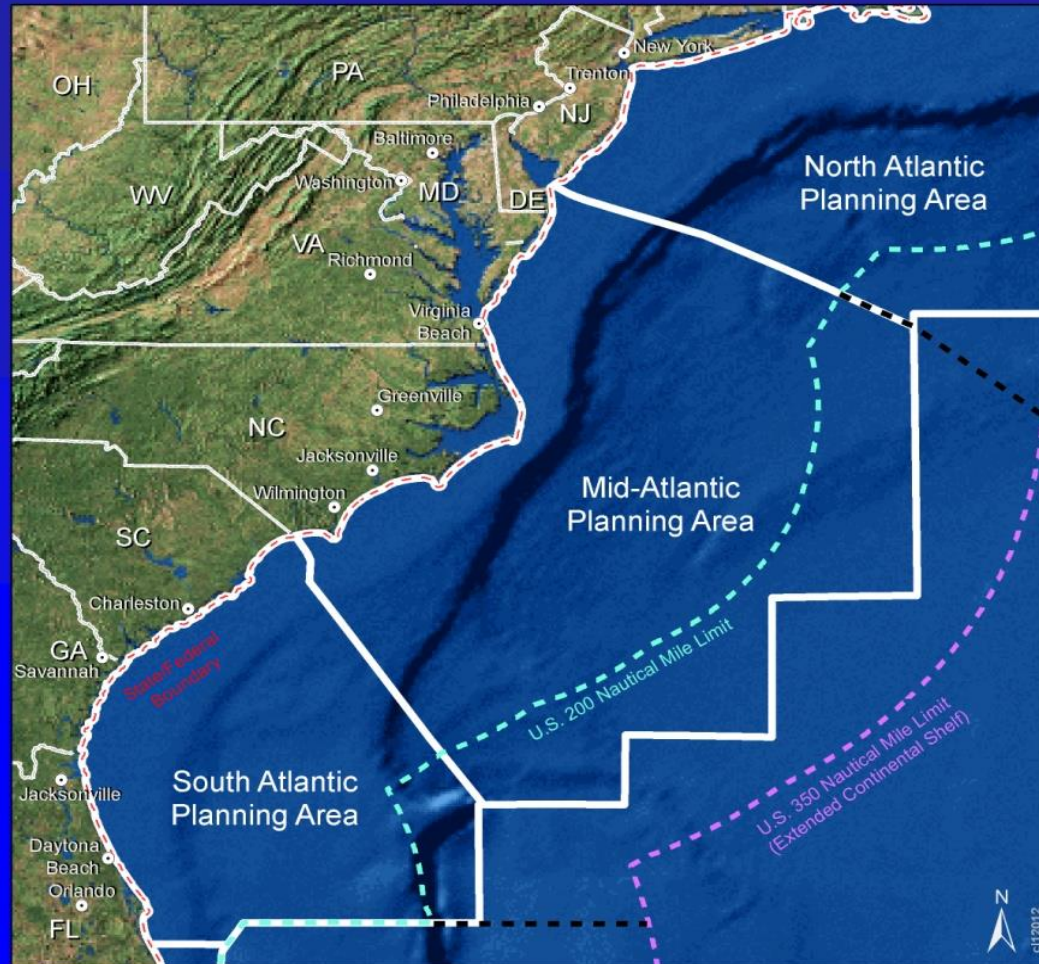 New York
OH
PA
Trenton
Philadelphia
NJ
Baltimore
North Atlantic
Planning Area
Washington
MD
DE
WV
VA
Richmond
Virginia
Beach
Greenville
NC
Jacksonville
Mid-Atlantic
Planning Area
Wilmington
SC
Charleston
GA
Savannah
State/Federal
Boundary
U.S. 200 Nautical Mile Limit
U.S. 350 Nautical Mile Limit
(Extended Continental Shelf)
South Atlantic
Planning Area
Jacksonville
Daytona
Beach
Orlando
FL
N
cl12012